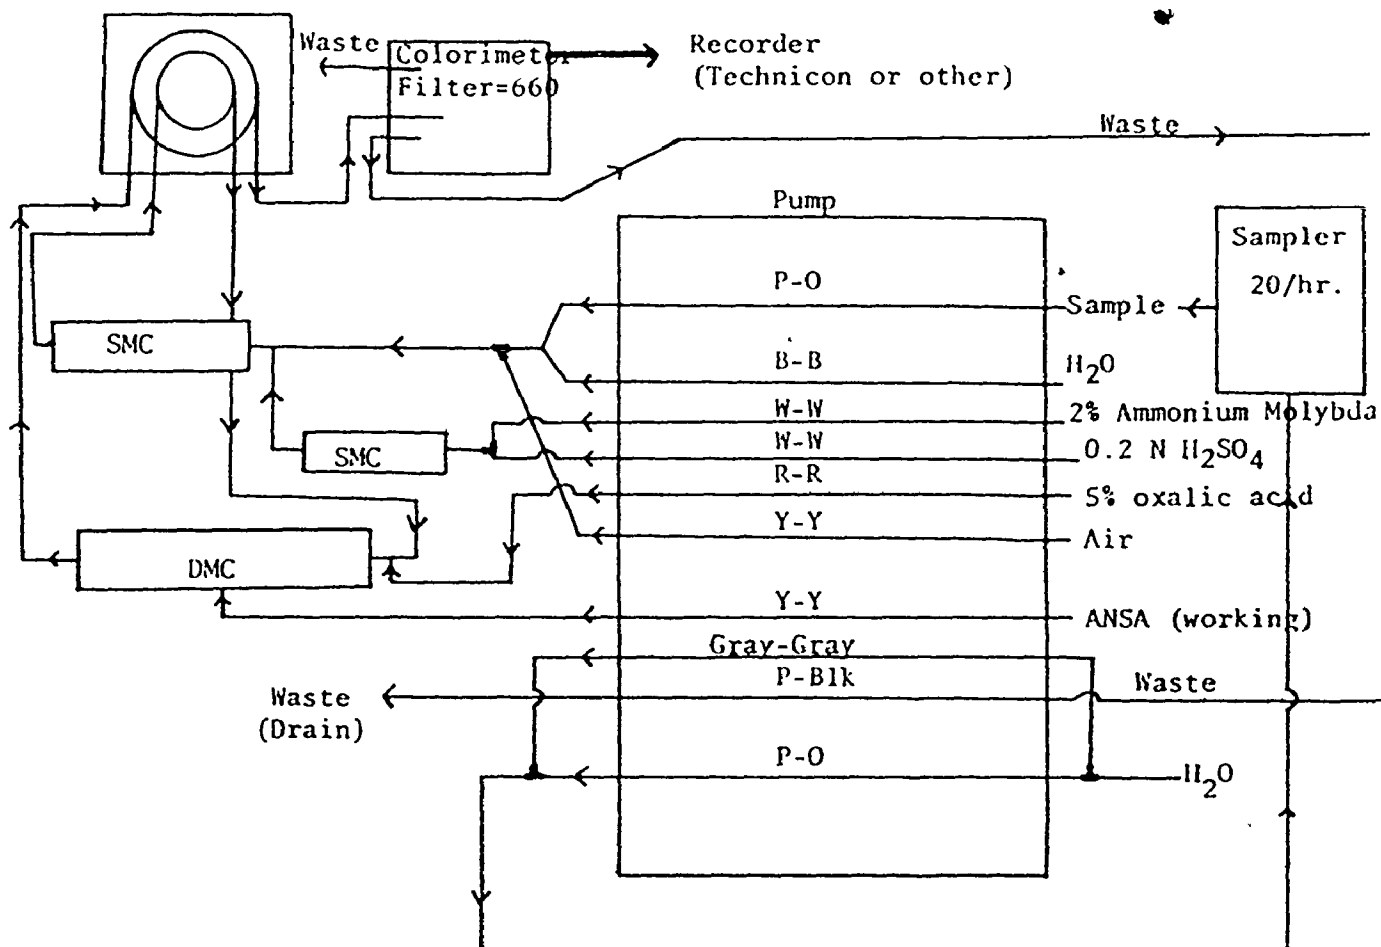 Waste
Colorimeter
Filter=660
Recorder
(Technicon or other)
Waste
Pump
Sampler
20/hr.
P-O
Sample
B-B
H2O
SMC
W-W
2% Ammonium Molybda
W-W
0.2 N H2SO4
SMC
R-R
5% oxalic acid
Y-Y
Air
DMC
Y-Y
ANSA (working)
Gray-Gray
P-Blk
Waste
Waste
(Drain)
P-O
H2O